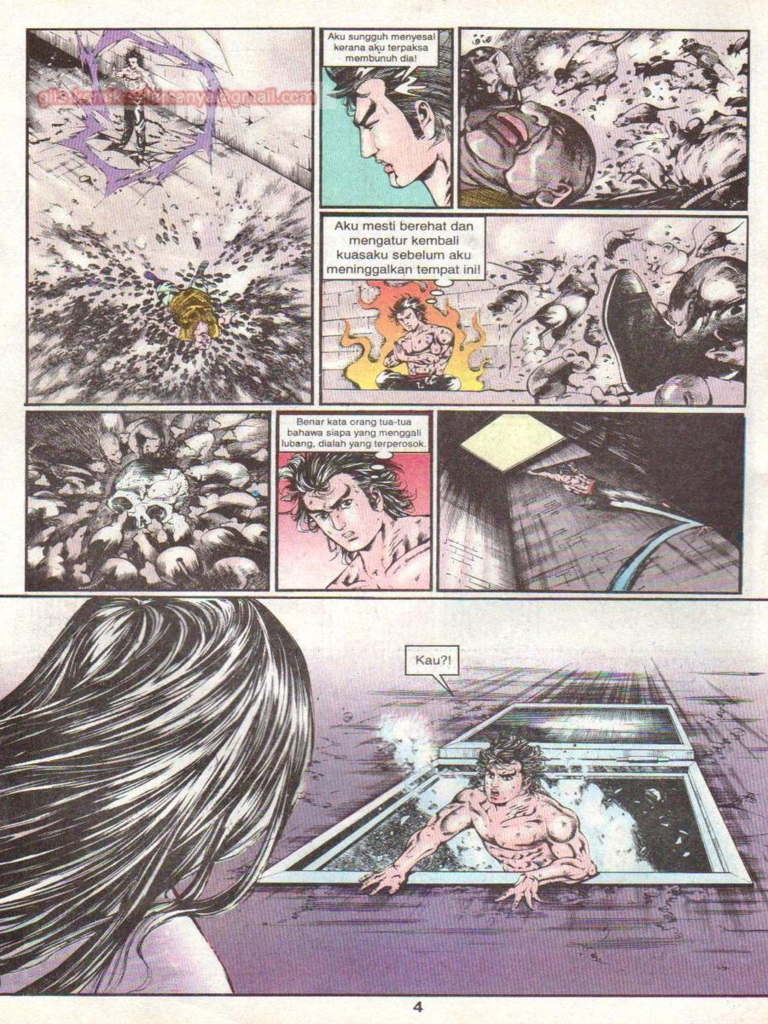 Aku sungguh menyesal
kerana aku terpaksa
membunuh dia!
Aku mesti berehat dan
mengatur kembali
kuasaku sebelum aku
meninggalkan tempat ini!
Benar kata orang tua-tua
bahawa siapa yang menggali
lubang, dialah yang terperosok.
Kau?!
4